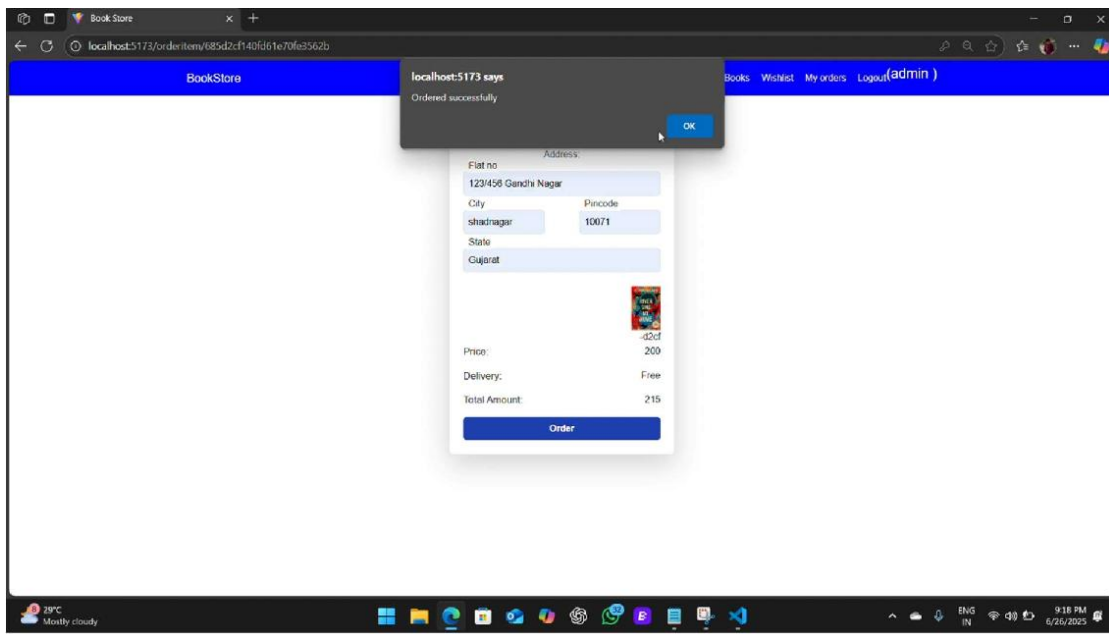 Book Store
localhost:5173/orderitem/685d2cf140fd61e70fe3562b
BookStore
Books Wishlist My orders Logout(admin )
localhost:5173 says
Ordered successfully
OK
Address:
Flat no
123/456 Gandhi Nagar
City Pincode
shadnagar 10071
State
Gujarat
-d2cf
Price: 200
Delivery: Free
Total Amount: 215
Order
29°C
Mostly cloudy
ENG
IN
9:18 PM
6/26/2025